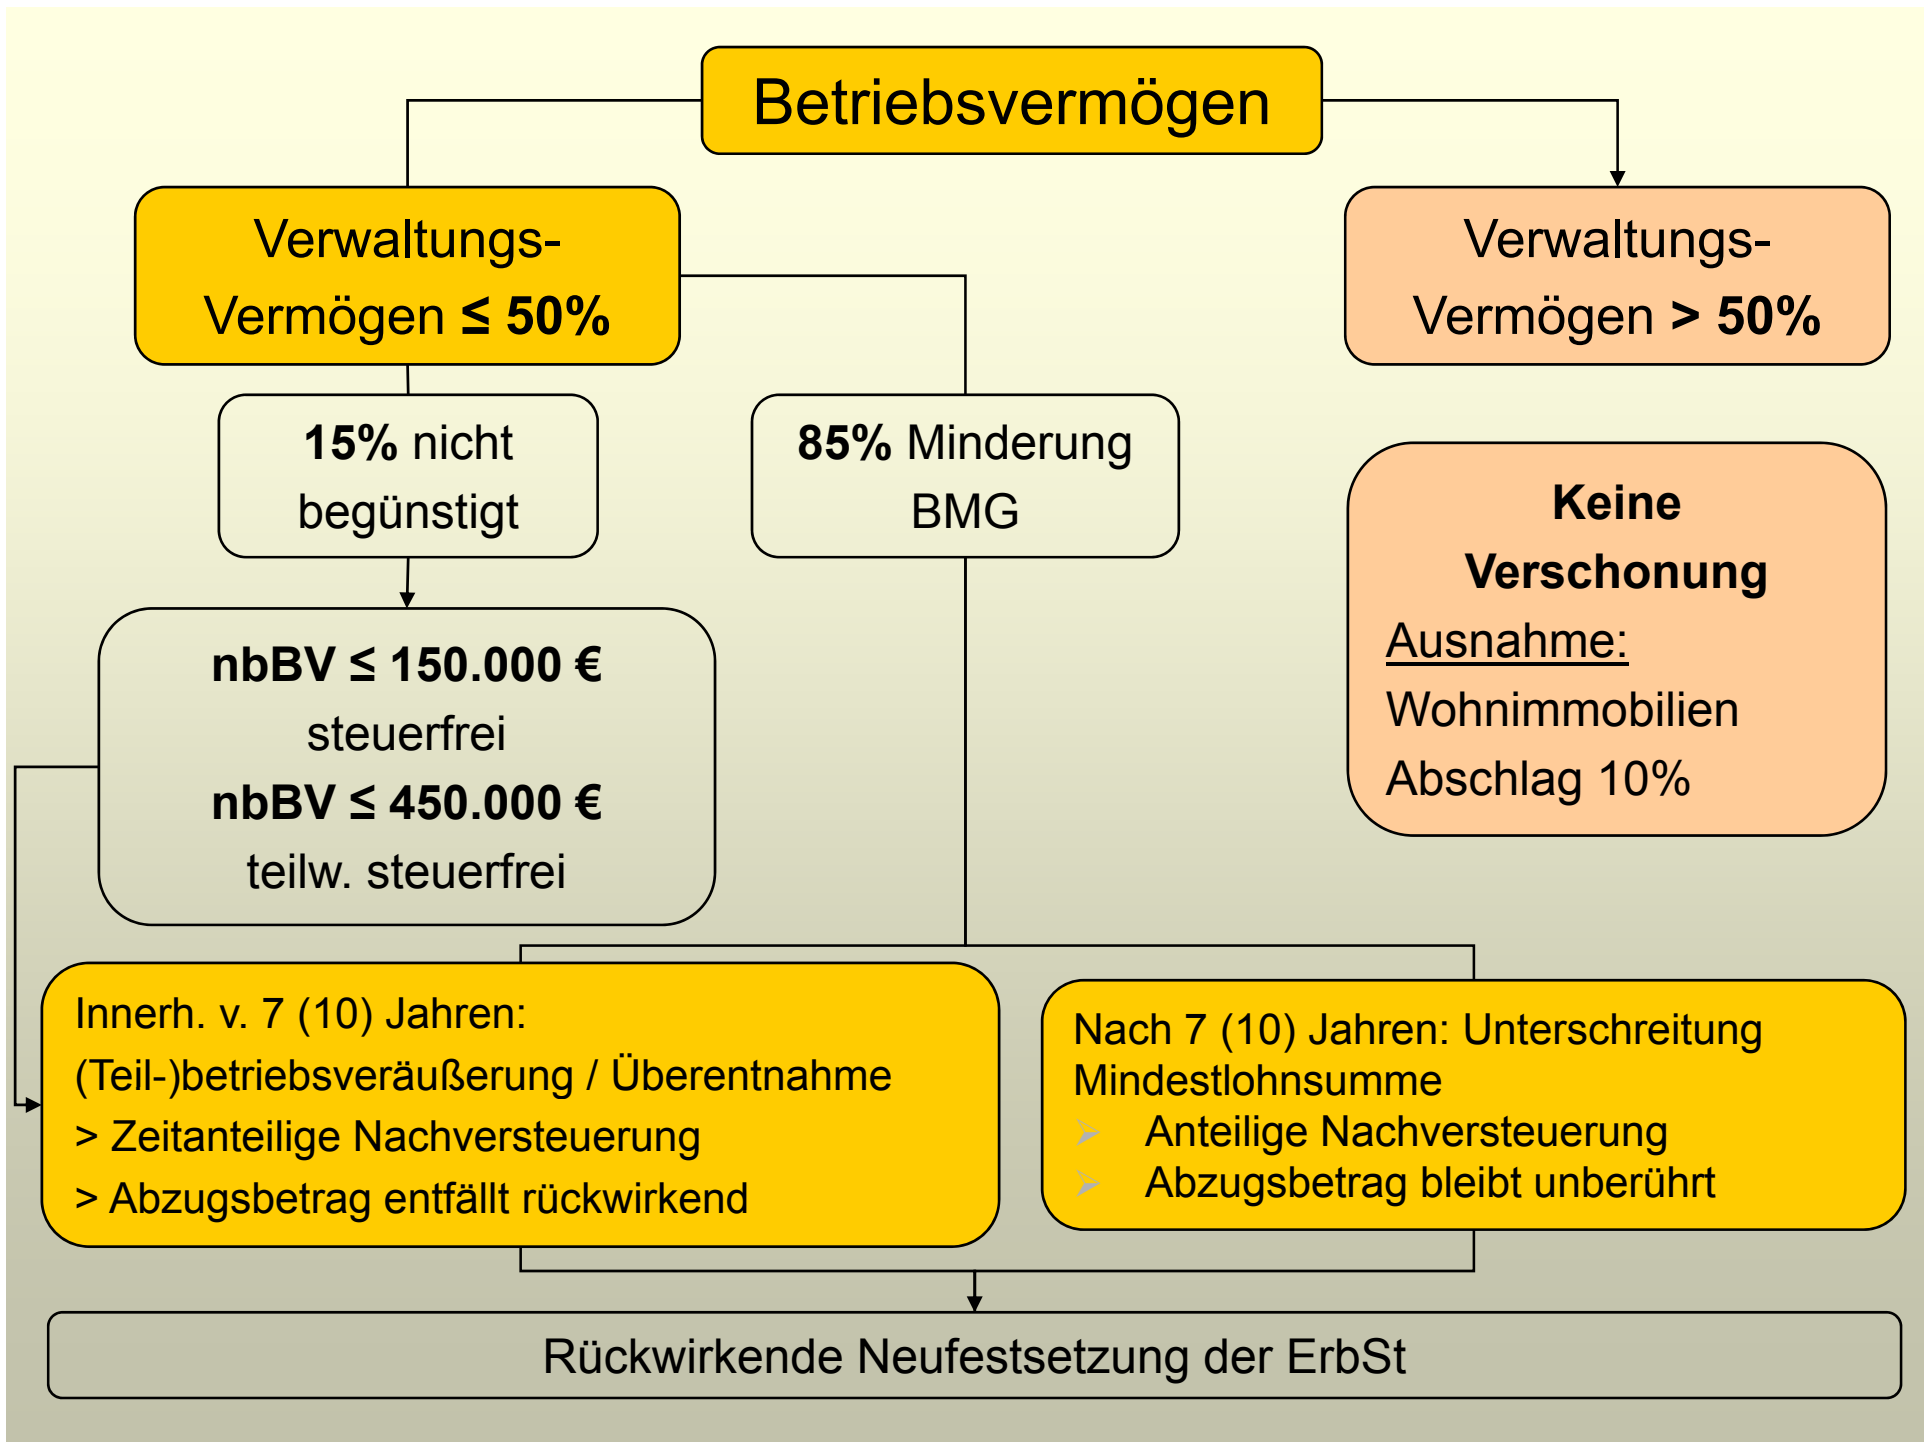 Betriebsvermögen
Verwaltungs-
Vermögen ≤ 50%
Verwaltungs-
Vermögen > 50%
15% nicht
begünstigt
85% Minderung
BMG
Keine
Verschonung
Ausnahme:
Wohnimmobilien
Abschlag 10%
nbBV ≤ 150.000 €
steuerfrei
nbBV ≤ 450.000 €
teilw. steuerfrei
Innerh. v. 7 (10) Jahren:
(Teil-)betriebsveräußerung / Überentnahme
> Zeitanteilige Nachversteuerung
> Abzugsbetrag entfällt rückwirkend
Nach 7 (10) Jahren: Unterschreitung
Mindestlohnsumme
➢ Anteilige Nachversteuerung
➢ Abzugsbetrag bleibt unberührt
Rückwirkende Neufestsetzung der ErbSt